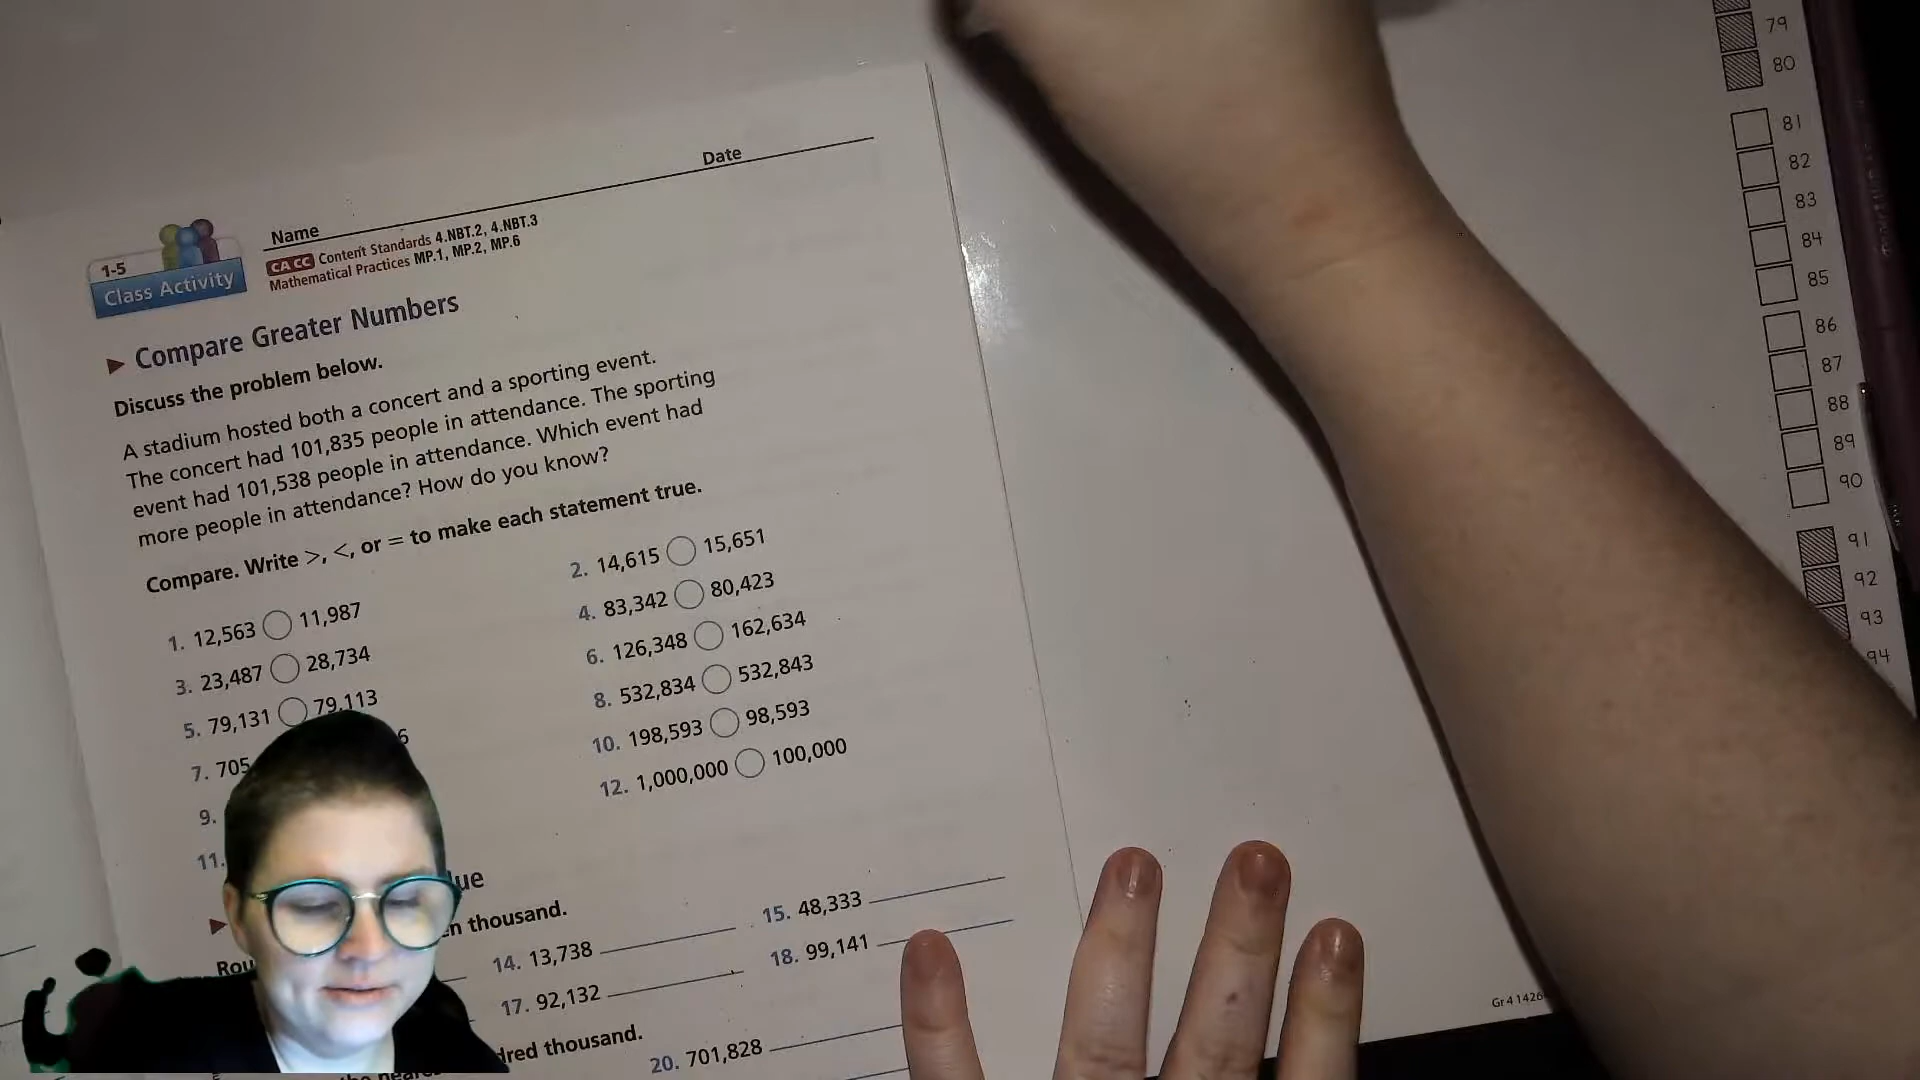 Name
Date
1-5
Class Activity
CA CC Content Standards 4.NBT.2, 4.NBT.3
Mathematical Practices MP.1, MP.2, MP.6
Compare Greater Numbers
Discuss the problem below.
A stadium hosted both a concert and a sporting event.
The concert had 101,835 people in attendance. The sporting
event had 101,538 people in attendance. Which event had
more people in attendance? How do you know?
Compare. Write >, <, or = to make each statement true.
1. 12,563 11,987
2. 14,615 15,651
3. 23,487 28,734
4. 83,342 80,423
5. 79,131 79,113
6. 126,348 162,634
7. 705
8. 532,834 532,843
9.
10. 198,593 98,593
11.
12. 1,000,000 100,000
thousand.
14. 13,738
15. 48,333
17. 92,132
18. 99,141
thousand.
20. 701,828
79
80
81
82
83
84
85
86
87
88
89
90
91
92
93
94